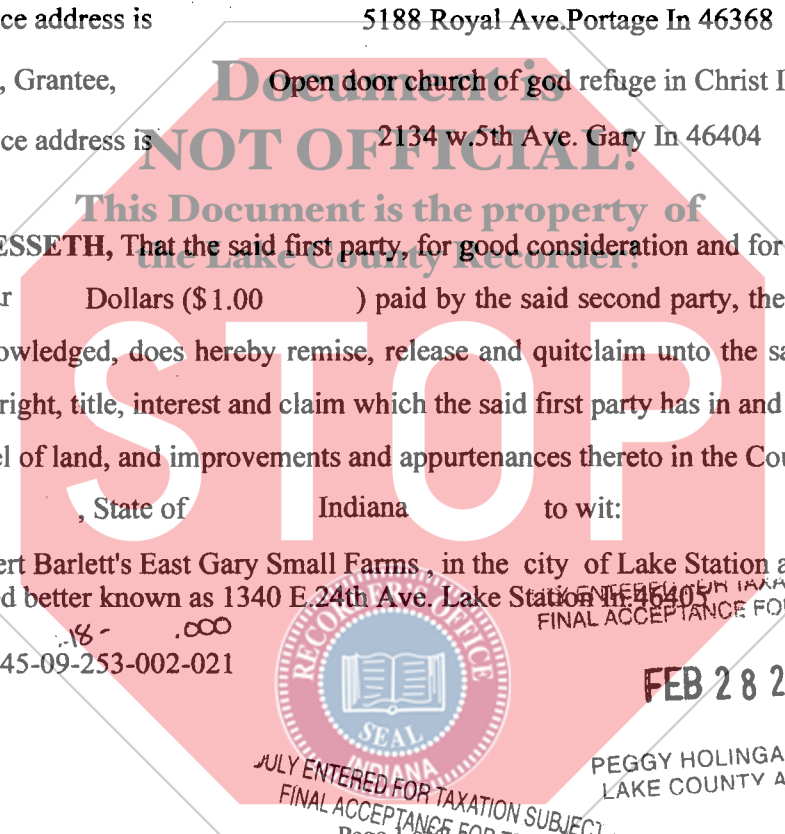 ce address is 5188 Royal Ave.Portage In 46368
, Grantee, Open door church of god refuge in Christ I
Document is
ce address is 2134 w.5th Ave. Gary In 46404
NOT OFFICIAL!
This Document is the property of
ESSETH, That the said first party, for good consideration and for
the Lake County Recorder!
r Dollars ($1.00 ) paid by the said second party, the
owledged, does hereby remise, release and quitclaim unto the sa
right, title, interest and claim which the said first party has in and
el of land, and improvements and appurtenances thereto in the Cou
STOP
, State of Indiana to wit:
ert Barlett's East Gary Small Farms , in the city of Lake Station a
d better known as 1340 E.24th Ave. Lake Station In 46405
FINAL ACCEPTANCE FO
-18- .000
45-09-253-002-021
RECORDER OFFICE
SEAL
INDIANA
FEB 28 2
PEGGY HOLINGA
LAKE COUNTY A
ULY ENTERED FOR TAXATION SUBJECT
FINAL ACCEPTANCE FOR
Page 1 of